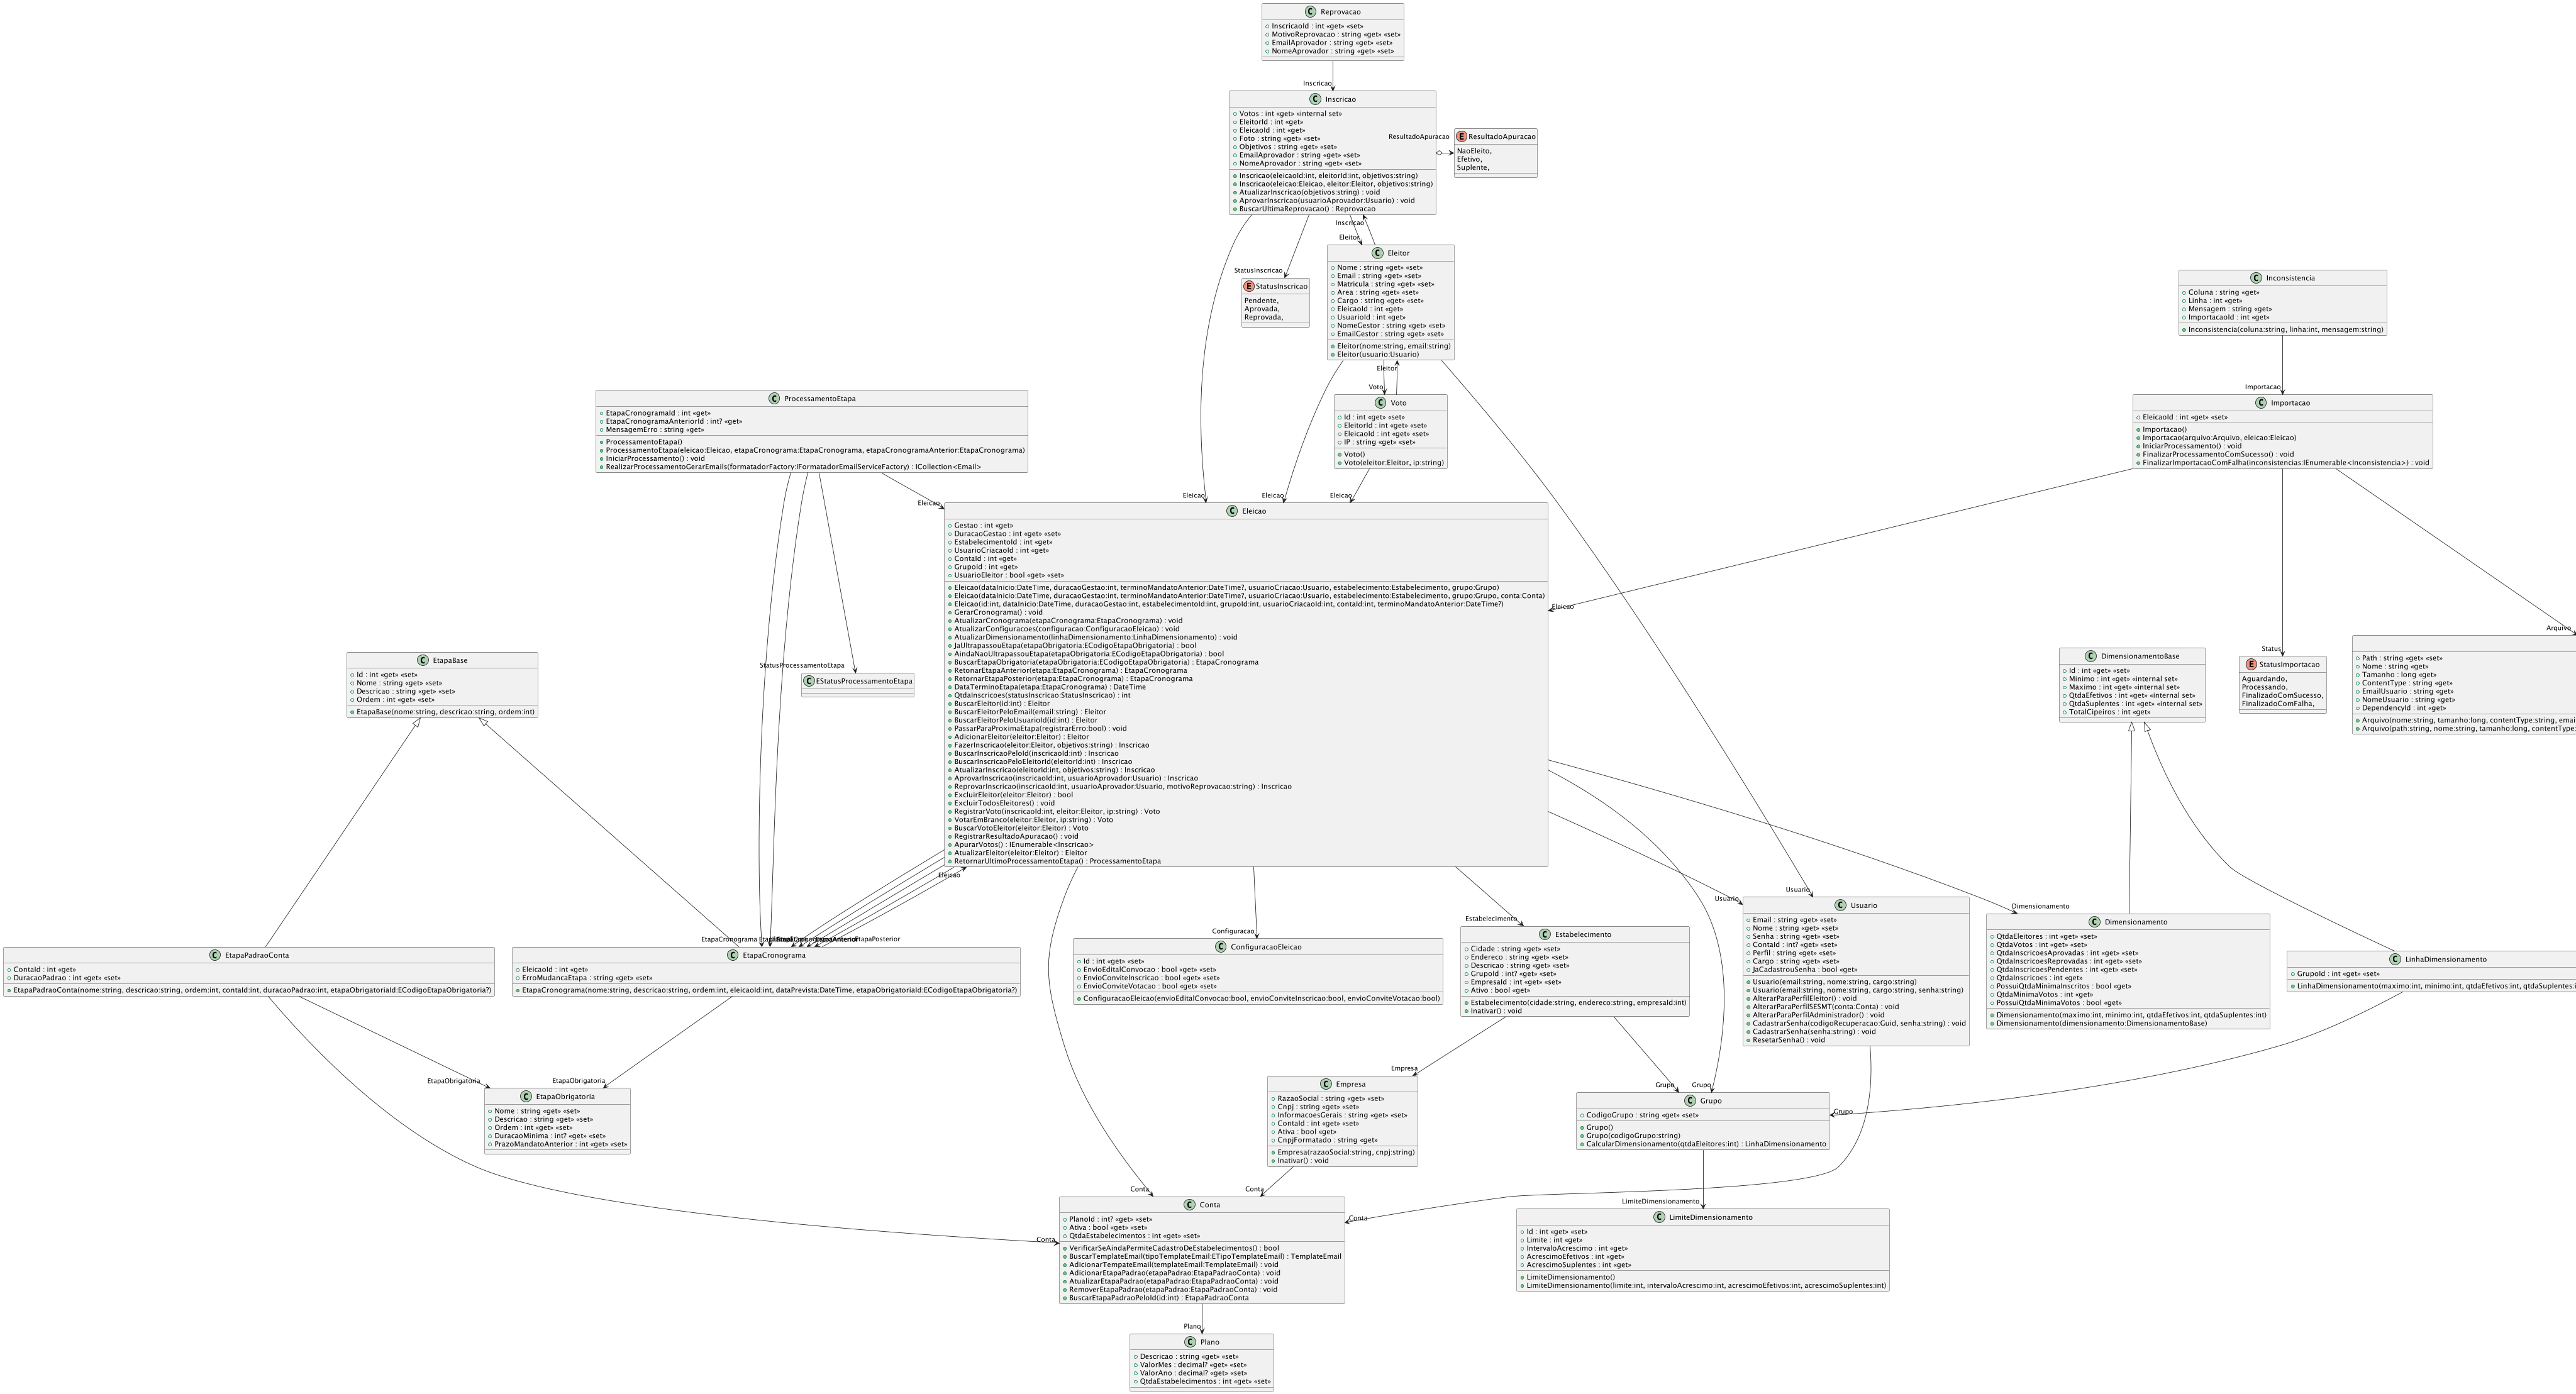 Reprovacao
InscricaoId : int «get» «set»
MotivoReprovacao : string «get» «set»
EmailAprovador : string «get» «set»
NomeAprovador : string «get» «set»
Inscricao
Inscricao
Votos : int «get» «internal set»
EleitorId : int «get»
EleicaoId : int «get»
Foto : string «get» «set»
Objetivos : string «get» «set»
EmailAprovador : string «get» «set»
NomeAprovador : string «get» «set»
Inscricao(eleicaoId:int, eleitorId:int, objetivos:string)
Inscricao(eleicao:Eleicao, eleitor:Eleitor, objetivos:string)
AtualizarInscricao(objetivos:string) : void
AprovarInscricao(usuarioAprovador:Usuario) : void
BuscarUltimaReprovacao() : Reprovacao
ResultadoApuracao
ResultadoApuracao
NaoEleito,
Efetivo,
Suplente,
Inscricao
Eleitor
Eleitor
Nome : string «get» «set»
Email : string «get» «set»
Matricula : string «get» «set»
Area : string «get» «set»
Cargo : string «get» «set»
EleicaoId : int «get»
UsuarioId : int «get»
NomeGestor : string «get» «set»
EmailGestor : string «get» «set»
Eleitor(nome:string, email:string)
Eleitor(usuario:Usuario)
StatusInscricao
StatusInscricao
Pendente,
Aprovada,
Reprovada,
Inconsistencia
Coluna : string «get»
Linha : int «get»
Mensagem : string «get»
ImportacaoId : int «get»
Inconsistencia(coluna:string, linha:int, mensagem:string)
Eleitor
Voto
Voto
Id : int «get» «set»
EleitorId : int «get» «set»
EleicaoId : int «get» «set»
IP : string «get» «set»
Voto()
Voto(eleitor:Eleitor, ip:string)
ProcessamentoEtapa
EtapaCronogramaId : int «get»
EtapaCronogramaAnteriorId : int? «get»
MensagemErro : string «get»
ProcessamentoEtapa()
ProcessamentoEtapa(eleicao:Eleicao, etapaCronograma:EtapaCronograma, etapaCronogramaAnterior:EtapaCronograma)
IniciarProcessamento() : void
RealizarProcessamentoGerarEmails(formatadorFactory:IFormatadorEmailServiceFactory) : ICollection<Email>
Importacao
Importacao
EleicaoId : int «get» «set»
Importacao()
Importacao(arquivo:Arquivo, eleicao:Eleicao)
IniciarProcessamento() : void
FinalizarProcessamentoComSucesso() : void
FinalizarImportacaoComFalha(inconsistencias:IEnumerable<Inconsistencia>) : void
Eleicao
Eleicao
Eleicao
Eleicao
Eleicao
Eleicao
Gestao : int «get»
DuracaoGestao : int «get» «set»
EstabelecimentoId : int «get»
UsuarioCriacaoId : int «get»
ContaId : int «get»
GrupoId : int «get»
UsuarioEleitor : bool «get» «set»
Eleicao(dataInicio:DateTime, duracaoGestao:int, terminoMandatoAnterior:DateTime?, usuarioCriacao:Usuario, estabelecimento:Estabelecimento, grupo:Grupo)
Eleicao(dataInicio:DateTime, duracaoGestao:int, terminoMandatoAnterior:DateTime?, usuarioCriacao:Usuario, estabelecimento:Estabelecimento, grupo:Grupo, conta:Conta)
Eleicao(id:int, dataInicio:DateTime, duracaoGestao:int, estabelecimentoId:int, grupoId:int, usuarioCriacaoId:int, contaId:int, terminoMandatoAnterior:DateTime?)
GerarCronograma() : void
AtualizarCronograma(etapaCronograma:EtapaCronograma) : void
AtualizarConfiguracoes(configuracao:ConfiguracaoEleicao) : void
AtualizarDimensionamento(linhaDimensionamento:LinhaDimensionamento) : void
JaUltrapassouEtapa(etapaObrigatoria:ECodigoEtapaObrigatoria) : bool
AindaNaoUltrapassouEtapa(etapaObrigatoria:ECodigoEtapaObrigatoria) : bool
BuscarEtapaObrigatoria(etapaObrigatoria:ECodigoEtapaObrigatoria) : EtapaCronograma
RetonarEtapaAnterior(etapa:EtapaCronograma) : EtapaCronograma
RetornarEtapaPosterior(etapa:EtapaCronograma) : EtapaCronograma
DataTerminoEtapa(etapa:EtapaCronograma) : DateTime
QtdaInscricoes(statusInscricao:StatusInscricao) : int
BuscarEleitor(id:int) : Eleitor
BuscarEleitorPeloEmail(email:string) : Eleitor
BuscarEleitorPeloUsuarioId(id:int) : Eleitor
PassarParaProximaEtapa(registrarErro:bool) : void
AdicionarEleitor(eleitor:Eleitor) : Eleitor
FazerInscricao(eleitor:Eleitor, objetivos:string) : Inscricao
BuscarInscricaoPeloId(inscricaoId:int) : Inscricao
BuscarInscricaoPeloEleitorId(eleitorId:int) : Inscricao
AtualizarInscricao(eleitorId:int, objetivos:string) : Inscricao
AprovarInscricao(inscricaoId:int, usuarioAprovador:Usuario) : Inscricao
ReprovarInscricao(inscricaoId:int, usuarioAprovador:Usuario, motivoReprovacao:string) : Inscricao
ExcluirEleitor(eleitor:Eleitor) : bool
ExcluirTodosEleitores() : void
RegistrarVoto(inscricaoId:int, eleitor:Eleitor, ip:string) : Voto
VotarEmBranco(eleitor:Eleitor, ip:string) : Voto
BuscarVotoEleitor(eleitor:Eleitor) : Voto
RegistrarResultadoApuracao() : void
ApurarVotos() : IEnumerable<Inscricao>
AtualizarEleitor(eleitor:Eleitor) : Eleitor
RetornarUltimoProcessamentoEtapa() : ProcessamentoEtapa
Eleicao
StatusProcessamentoEtapa
EStatusProcessamentoEtapa
EtapaBase
Id : int «get» «set»
Nome : string «get» «set»
Descricao : string «get» «set»
Ordem : int «get» «set»
EtapaBase(nome:string, descricao:string, ordem:int)
DimensionamentoBase
Id : int «get» «set»
Minimo : int «get» «internal set»
Maximo : int «get» «internal set»
QtdaEfetivos : int «get» «internal set»
QtdaSuplentes : int «get» «internal set»
TotalCipeiros : int «get»
Status
StatusImportacao
Aguardando,
Processando,
FinalizadoComSucesso,
FinalizadoComFalha,
Arquivo
Path : string «get» «set»
Nome : string «get»
Tamanho : long «get»
ContentType : string «get»
EmailUsuario : string «get»
NomeUsuario : string «get»
DependencyId : int «get»
Arquivo(nome:string, tamanho:long, contentType:string, emai
Arquivo(path:string, nome:string, tamanho:long, contentType:
EtapaPadraoConta
ContaId : int «get»
DuracaoPadrao : int «get» «set»
EtapaPadraoConta(nome:string, descricao:string, ordem:int, contaId:int, duracaoPadrao:int, etapaObrigatoriaId:ECodigoEtapaObrigatoria?)
EtapaCronograma
EtapaPosterior
EtapaCronograma
EleicaoId : int «get»
ErroMudancaEtapa : string «get» «set»
EtapaCronograma(nome:string, descricao:string, ordem:int, eleicaoId:int, dataPrevista:DateTime, etapaObrigatoriaId:ECodigoEtapaObrigatoria?)
Configuracao
ConfiguracaoEleicao
Id : int «get» «set»
EnvioEditalConvocao : bool «get» «set»
EnvioConviteInscricao : bool «get» «set»
EnvioConviteVotacao : bool «get» «set»
ConfiguracaoEleicao(envioEditalConvocao:bool, envioConviteInscricao:bool, envioConviteVotacao:bool)
Estabelecimento
Estabelecimento
Cidade : string «get» «set»
Endereco : string «get» «set»
Descricao : string «get» «set»
GrupoId : int? «get» «set»
EmpresaId : int «get» «set»
Ativo : bool «get»
Estabelecimento(cidade:string, endereco:string, empresaId:int)
Inativar() : void
Usuario
Usuario
Usuario
Email : string «get» «set»
Nome : string «get» «set»
Senha : string «get» «set»
ContaId : int? «get» «set»
Perfil : string «get» «set»
Cargo : string «get» «set»
JaCadastrouSenha : bool «get»
Usuario(email:string, nome:string, cargo:string)
Usuario(email:string, nome:string, cargo:string, senha:string)
AlterarParaPerfilEleitor() : void
AlterarParaPerfilSESMT(conta:Conta) : void
AlterarParaPerfilAdministrador() : void
CadastrarSenha(codigoRecuperacao:Guid, senha:string) : void
CadastrarSenha(senha:string) : void
ResetarSenha() : void
Dimensionamento
Dimensionamento
QtdaEleitores : int «get» «set»
QtdaVotos : int «get» «set»
QtdaInscricoesAprovadas : int «get» «set»
QtdaInscricoesReprovadas : int «get» «set»
QtdaInscricoesPendentes : int «get» «set»
QtdaInscricoes : int «get»
PossuiQtdaMinimaInscritos : bool «get»
QtdaMinimaVotos : int «get»
PossuiQtdaMinimaVotos : bool «get»
Dimensionamento(maximo:int, minimo:int, qtdaEfetivos:int, qtdaSuplentes:int)
Dimensionamento(dimensionamento:DimensionamentoBase)
LinhaDimensionamento
GrupoId : int «get» «set»
LinhaDimensionamento(maximo:int, minimo:int, qtdaEfetivos:int, qtdaSuplentes:i
EtapaObrigatoria
EtapaObrigatoria
EtapaObrigatoria
Nome : string «get» «set»
Descricao : string «get» «set»
Ordem : int «get» «set»
DuracaoMinima : int? «get» «set»
PrazoMandatoAnterior : int «get» «set»
Empresa
Empresa
RazaoSocial : string «get» «set»
Cnpj : string «get» «set»
InformacoesGerais : string «get» «set»
ContaId : int «get» «set»
Ativa : bool «get»
CnpjFormatado : string «get»
Empresa(razaoSocial:string, cnpj:string)
Inativar() : void
Grupo
Grupo
Grupo
Grupo
CodigoGrupo : string «get» «set»
Grupo()
Grupo(codigoGrupo:string)
CalcularDimensionamento(qtdaEleitores:int) : LinhaDimensionamento
Conta
Conta
Conta
Conta
Conta
PlanoId : int? «get» «set»
Ativa : bool «get» «set»
QtdaEstabelecimentos : int «get» «set»
VerificarSeAindaPermiteCadastroDeEstabelecimentos() : bool
BuscarTemplateEmail(tipoTemplateEmail:ETipoTemplateEmail) : TemplateEmail
AdicionarTempateEmail(templateEmail:TemplateEmail) : void
AdicionarEtapaPadrao(etapaPadrao:EtapaPadraoConta) : void
AtualizarEtapaPadrao(etapaPadrao:EtapaPadraoConta) : void
RemoverEtapaPadrao(etapaPadrao:EtapaPadraoConta) : void
BuscarEtapaPadraoPeloId(id:int) : EtapaPadraoConta
LimiteDimensionamento
LimiteDimensionamento
Id : int «get» «set»
Limite : int «get»
IntervaloAcrescimo : int «get»
AcrescimoEfetivos : int «get»
AcrescimoSuplentes : int «get»
LimiteDimensionamento()
LimiteDimensionamento(limite:int, intervaloAcrescimo:int, acrescimoEfetivos:int, acrescimoSuplentes:int)
Plano
Plano
Descricao : string «get» «set»
ValorMes : decimal? «get» «set»
ValorAno : decimal? «get» «set»
QtdaEstabelecimentos : int «get» «set»